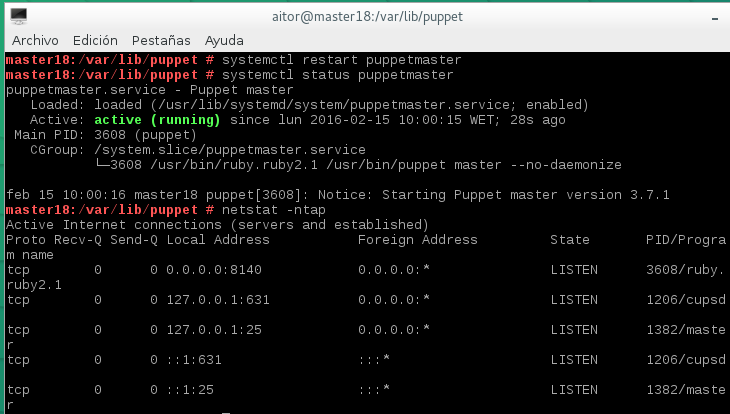 aitor@master18:/var/lib/puppet
Archivo Edición Pestañas Ayuda
master18:/var/lib/puppet # systemctl restart puppetmaster
master18:/var/lib/puppet # systemctl status puppetmaster
puppetmaster.service - Puppet master
   Loaded: loaded (/usr/lib/systemd/system/puppetmaster.service; enabled)
   Active: active (running) since lun 2016-02-15 10:00:15 WET; 28s ago
 Main PID: 3608 (puppet)
   CGroup: /system.slice/puppetmaster.service
           └─3608 /usr/bin/ruby.ruby2.1 /usr/bin/puppet master --no-daemonize
feb 15 10:00:16 master18 puppet[3608]: Notice: Starting Puppet master version 3.7.1
master18:/var/lib/puppet # netstat -ntap
Active Internet connections (servers and established)
Proto Recv-Q Send-Q Local Address           Foreign Address         State       PID/Progra
m name
tcp        0      0 0.0.0.0:8140            0.0.0.0:*               LISTEN      3608/ruby.
ruby2.1
tcp        0      0 127.0.0.1:631           0.0.0.0:*               LISTEN      1206/cupsd
tcp        0      0 127.0.0.1:25            0.0.0.0:*               LISTEN      1382/maste
r
tcp        0      0 ::1:631                 :::*                    LISTEN      1206/cupsd
tcp        0      0 ::1:25                  :::*                    LISTEN      1382/maste
r